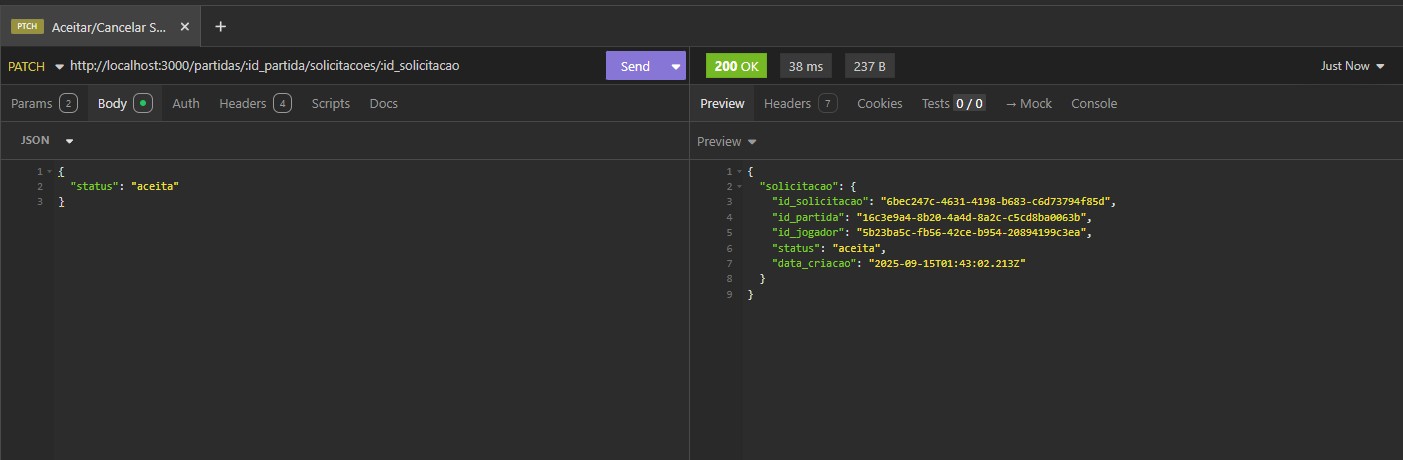 PTCH Aceitar/Cancelar S... × +
PATCH http://localhost:3000/partidas/:id_partida/solicitacoes/:id_solicitacao Send
200 OK 38 ms 237 B Just Now
Params 2 Body Auth Headers 4 Scripts Docs
Preview Headers 7 Cookies Tests 0 / 0 → Mock Console
JSON
Preview
1 {
2 "status": "aceita"
3 }
1 {
2 "solicitacao": {
3 "id_solicitacao": "6bec247c-4631-4198-b683-c6d73794f85d",
4 "id_partida": "16c3e9a4-8b20-4a4d-8a2c-c5cd8ba0063b",
5 "id_jogador": "5b23ba5c-fb56-42ce-b954-20894199c3ea",
6 "status": "aceita",
7 "data_criacao": "2025-09-15T01:43:02.213Z"
8 }
9 }